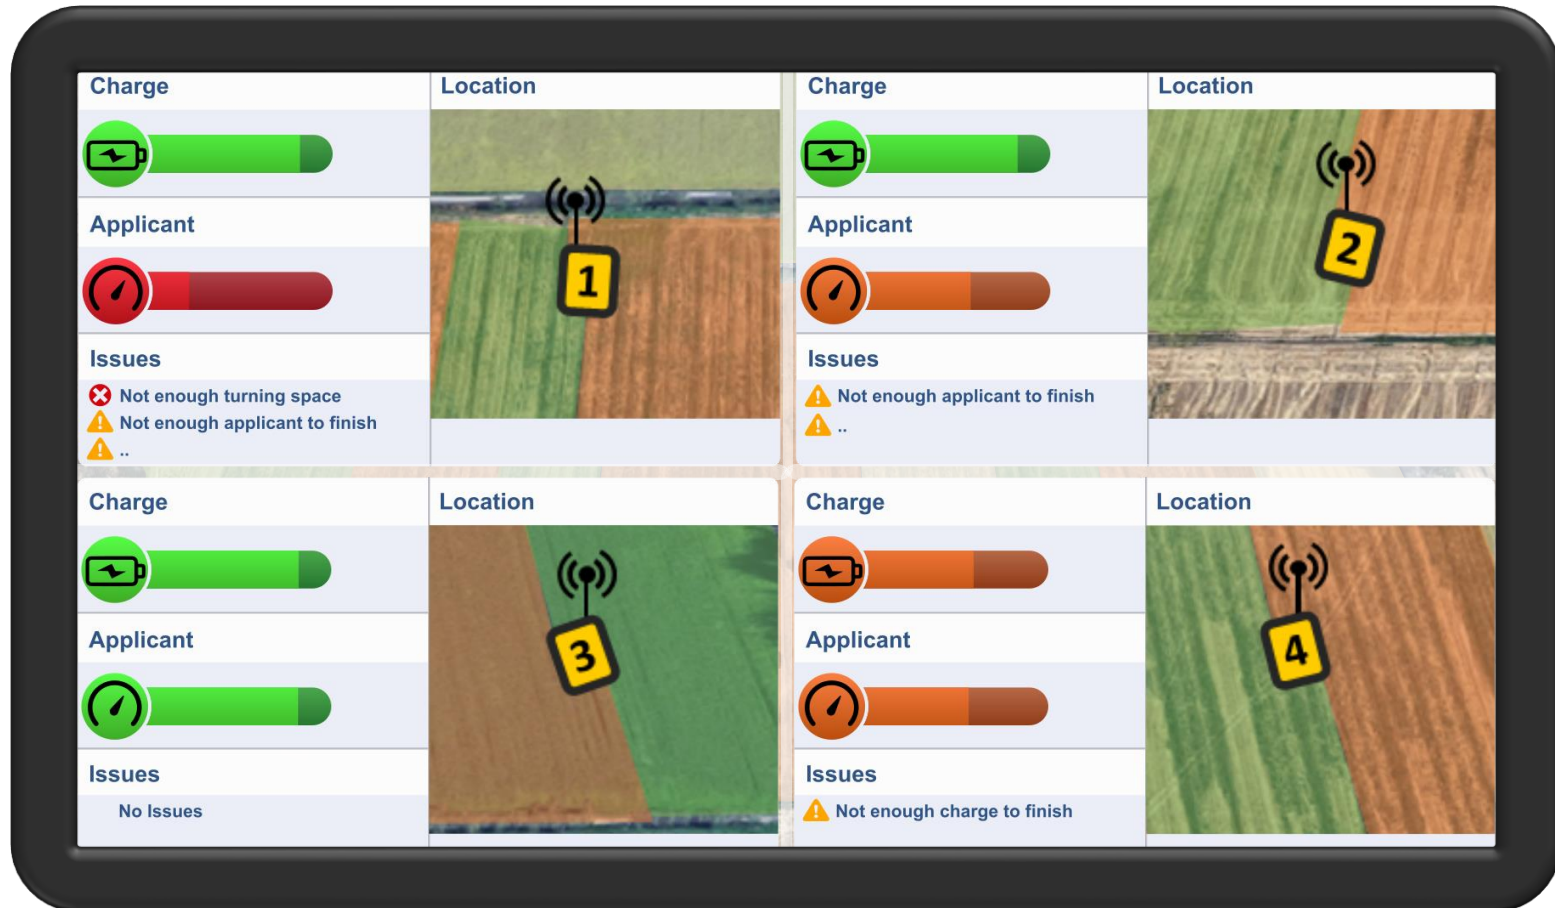 Charge
Location
Applicant
1
Issues
Not enough turning space
Not enough applicant to finish
..
Charge
Location
Applicant
2
Issues
Not enough applicant to finish
..
Charge
Location
Applicant
3
Issues
No Issues
Charge
Location
Applicant
4
Issues
Not enough charge to finish